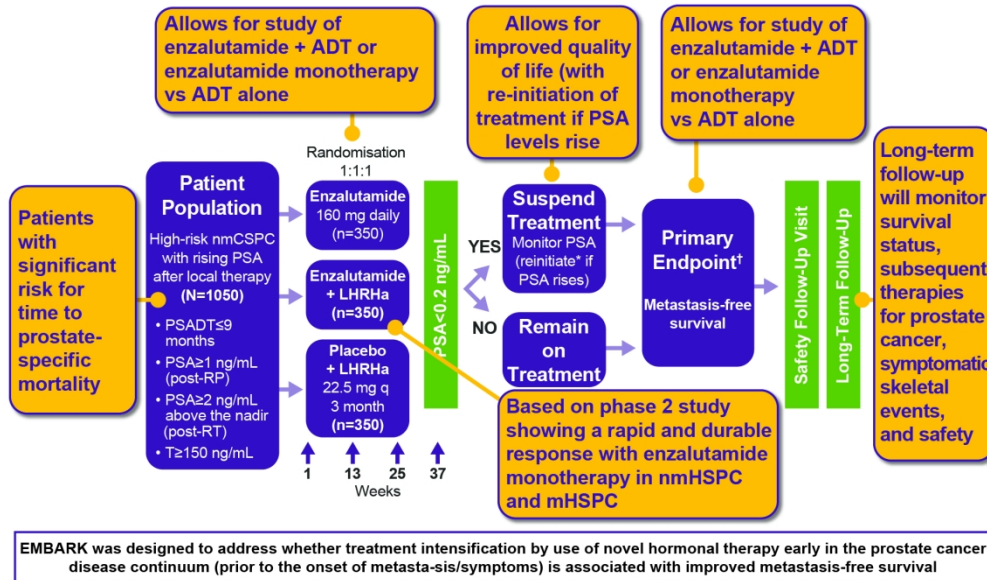 Allows for study of
enzalutamide + ADT or
enzalutamide monotherapy
vs ADT alone
Allows for
improved quality
of life (with
re-initiation of
treatment if PSA
levels rise
Allows for study of
enzalutamide + ADT
or enzalutamide
monotherapy
vs ADT alone
Patients
with
significant
risk for
time to
prostate-
specific
mortality
Patient
Population
High-risk nmCSPC
with rising PSA
after local therapy
(N=1050)
• PSADT≤9
months
• PSA≥1 ng/mL
(post-RP)
• PSA≥2 ng/mL
above the nadir
(post-RT)
• T≥150 ng/mL
Randomisation
1:1:1
Enzalutamide
160 mg daily
(n=350)
Enzalutamide
+ LHRHa
(n=350)
Placebo
+ LHRHa
22.5 mg q
3 month
(n=350)
1 13 25 37
Weeks
PSA<0.2 ng/mL
YES
NO
Suspend
Treatment
Monitor PSA
(reinitiate* if
PSA rises)
Remain
on
Treatment
Primary
Endpoint†
Metastasis-free
survival
Based on phase 2 study
showing a rapid and durable
response with enzalutamide
monotherapy in nmHSPC
and mHSPC
Safety Follow-Up Visit
Long-Term Follow-Up
Long-term
follow-up
will monitor
survival
status,
subsequent
therapies
for prostate
cancer,
symptomatic
skeletal
events,
and safety
EMBARK was designed to address whether treatment intensification by use of novel hormonal therapy early in the prostate cancer
disease continuum (prior to the onset of metasta-sis/symptoms) is associated with improved metastasis-free survival